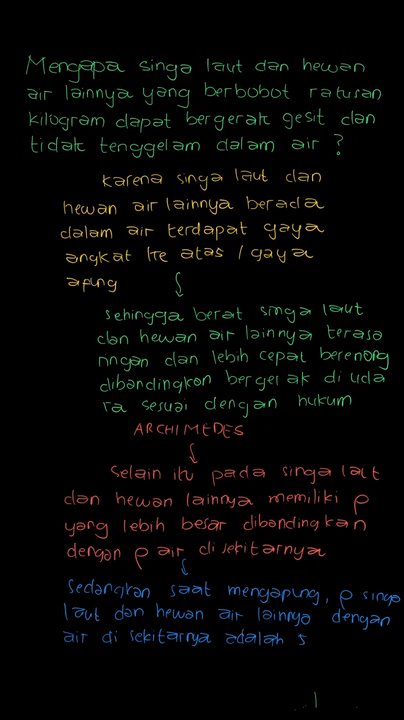 Mengapa singa laut dan hewan
air lainnya yang berbobot ratusan
kilogram dapat bergerak gesit dan
tidak tenggelam dalam air ?
Karena singa laut dan
hewan air lainnya berada
dalam air terdapat gaya
angkat ke atas / gaya
apung
Sehingga berat singa laut
dan hewan air lainnya terasa
ringan dan lebih cepat berenang
dibandingkan bergerak di uda
ra sesuai dengan hukum
ARCHIMEDES
Selain itu pada singa laut
dan hewan lainnya memiliki ρ
yang lebih besar dibandingkan
dengan ρ air di sekitarnya
Sedangkan saat mengapung, ρ singa
laut dan hewan air lainnya dengan
air di sekitarnya adalah s